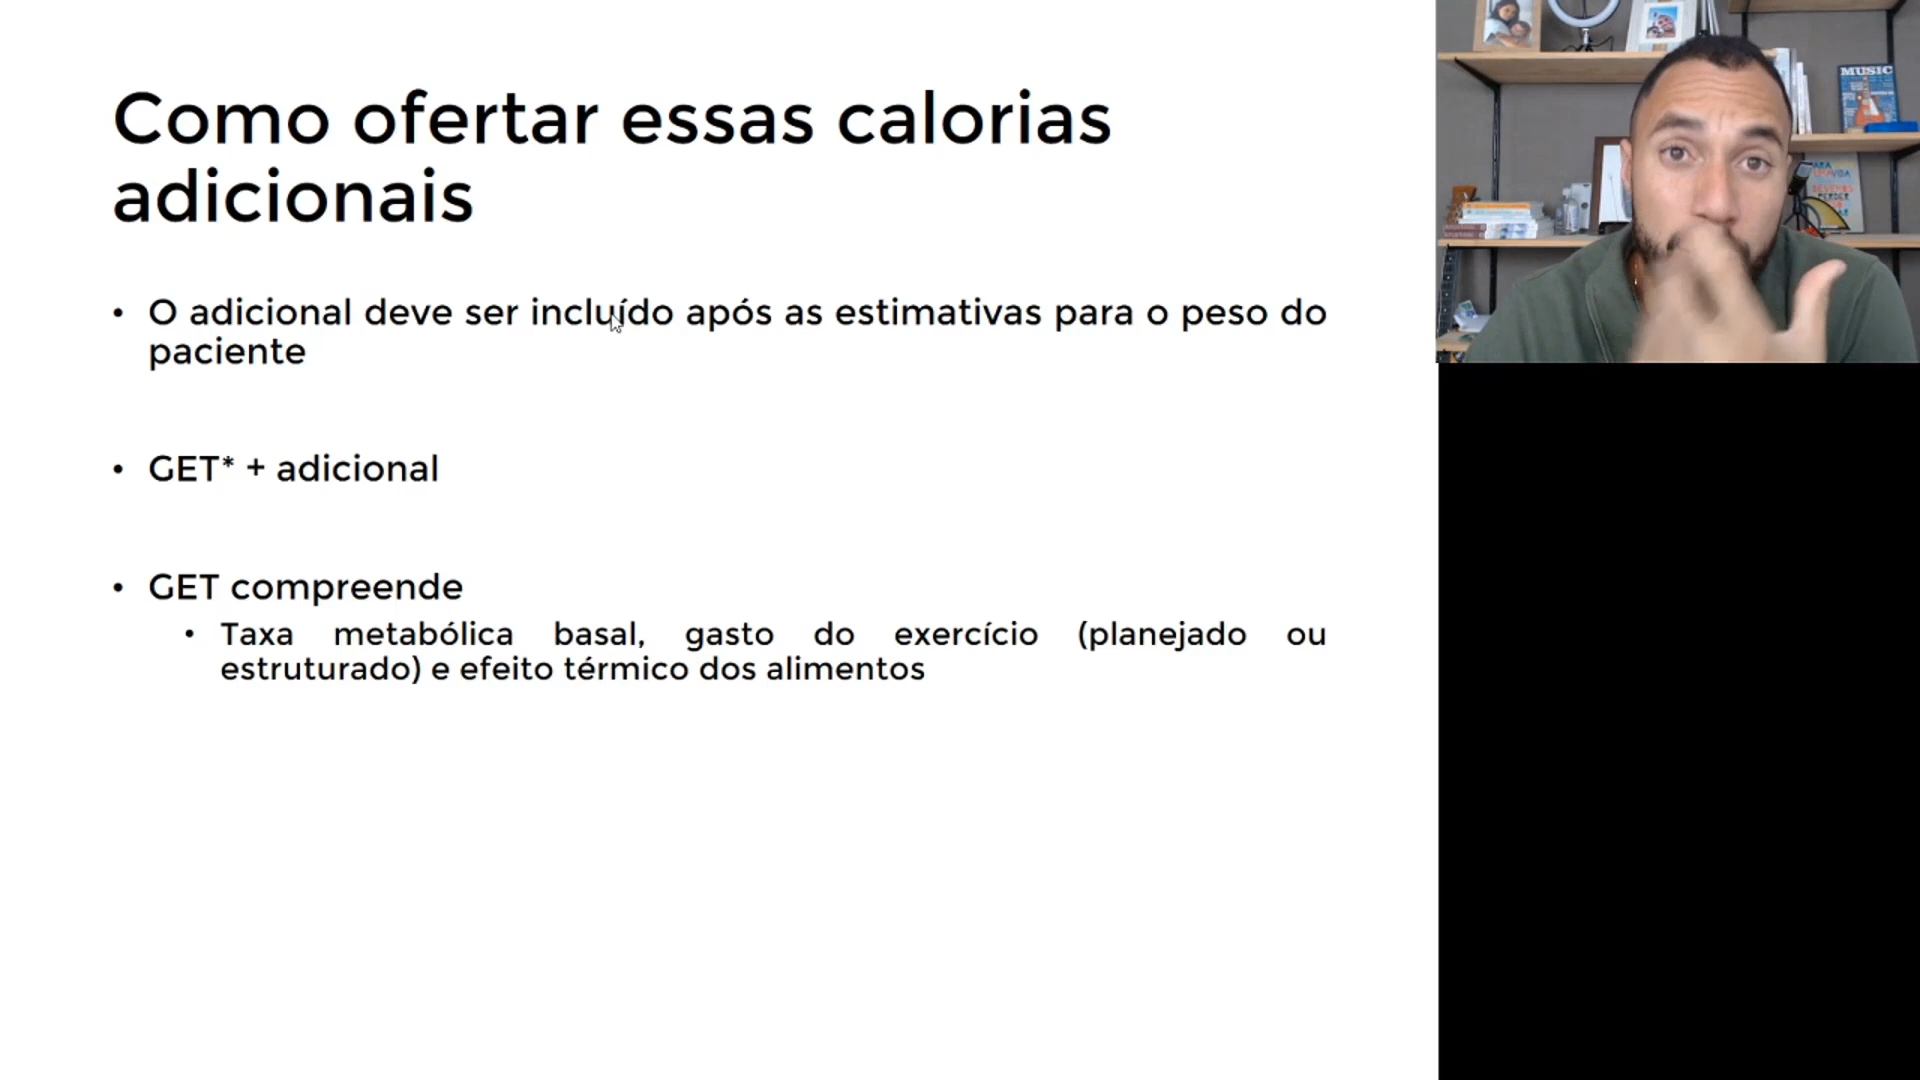 Como ofertar essas calorias
adicionais
• O adicional deve ser incluído após as estimativas para o peso do
paciente
• GET* + adicional
• GET compreende
• Taxa metabólica basal, gasto do exercício (planejado ou
estruturado) e efeito térmico dos alimentos
MUSIC